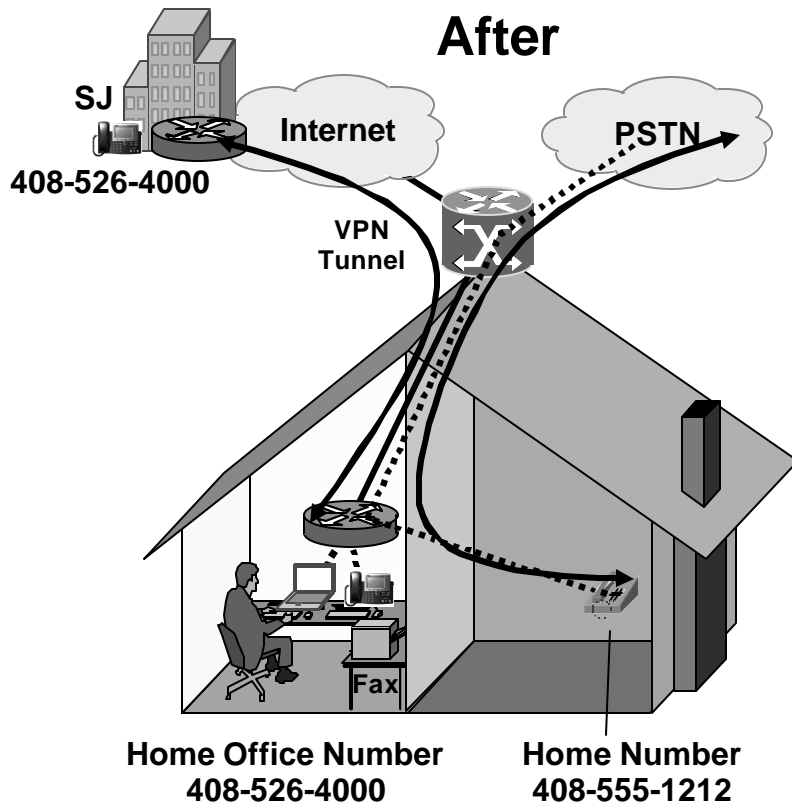 After
SJ
Internet
PSTN
408-526-4000
VPN
Tunnel
Fax
Home Office Number
408-526-4000
Home Number
408-555-1212